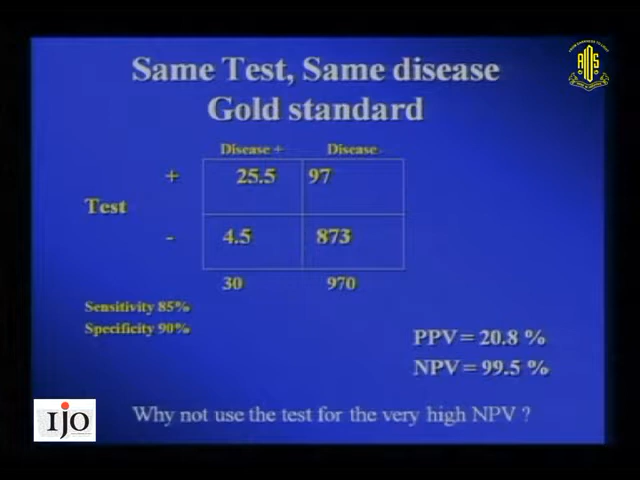 Same Test, Same disease
Gold standard
Disease + Disease -
+ 25.5 97
Test
- 4.5 873
30 970
Sensitivity 85%
Specificity 90%
PPV = 20.8 %
NPV = 99.5 %
Why not use the test for the very high NPV ?
IJO